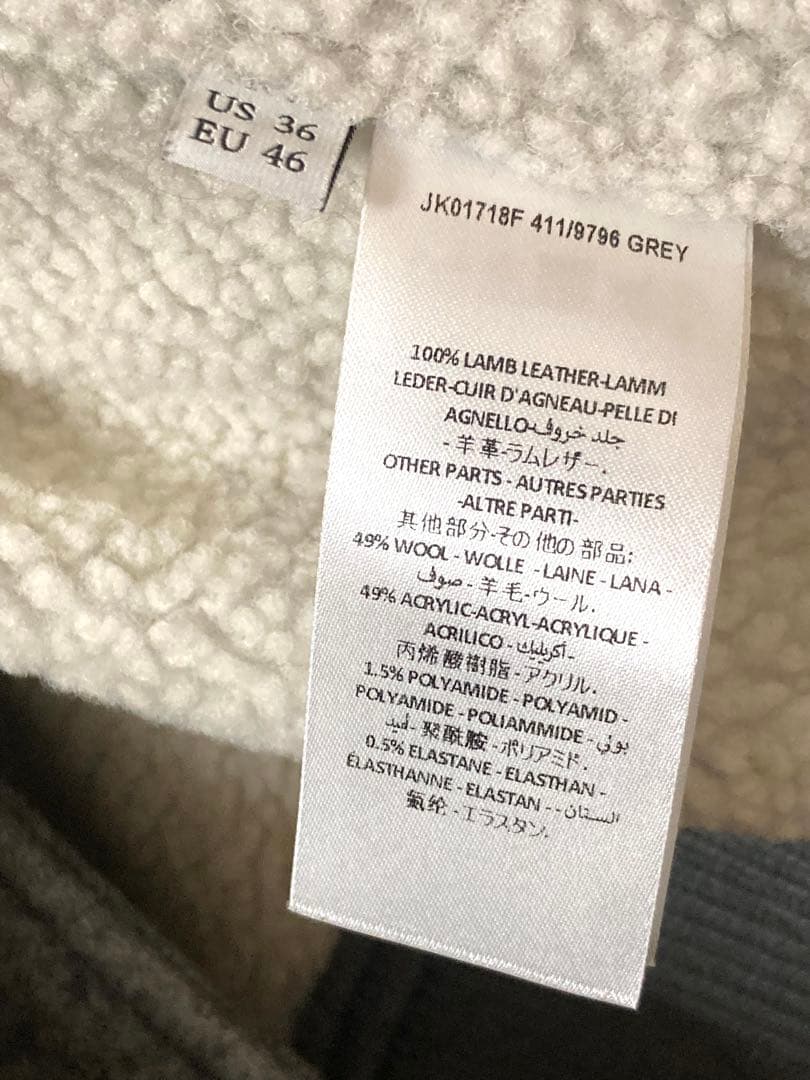 US 36
EU 46
JK01718F 411/9796 GREY
100% LAMB LEATHER-LAMM
LEDER-CUIR D'AGNEAU-PELLE DI
AGNELLO-جلد خروف
- 羊革-ラムレザー.
OTHER PARTS - AUTRES PARTIES
-ALTRE PARTI-
其他部分-その他の部品:
49% WOOL - WOLLE - LAINE - LANA -
صوف - 羊毛-ウール.
49% ACRYLIC-ACRYL-ACRYLIQUE -
ACRILICO - أكريليك -
丙烯酸樹脂 - アクリル.
1.5% POLYAMIDE - POLYAMID -
POLYAMIDE - POLIAMMIDE - بولي
أميد - 聚酰胺 - ポリアミド.
0.5% ELASTANE - ELASTHAN -
ÉLASTHANNE - ELASTAN - - الاستان
氨纶 - エラスタン.